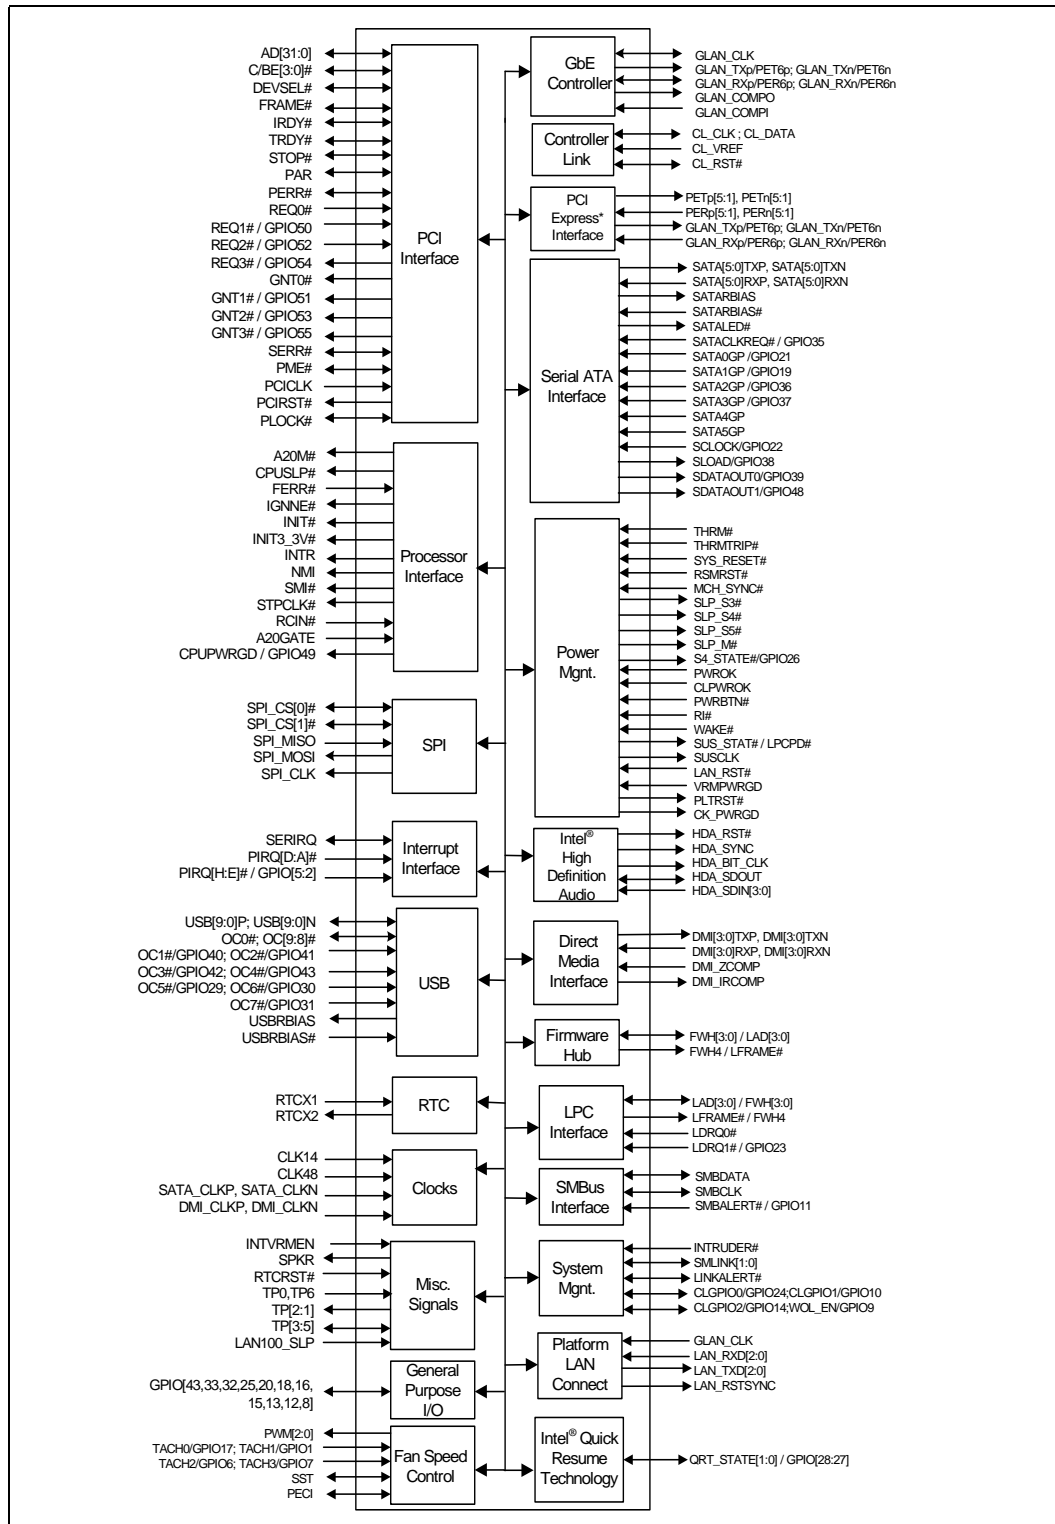 AD[31:0]
C/BE[3:0]#
DEVSEL#
FRAME#
IRDY#
TRDY#
STOP#
PAR
PERR#
REQ0#
REQ1# / GPIO50
REQ2# / GPIO52
REQ3# / GPIO54
GNT0#
GNT1# / GPIO51
GNT2# / GPIO53
GNT3# / GPIO55
SERR#
PME#
PCICLK
PCIRST#
PLOCK#
PCI
Interface
A20M#
CPUSLP#
FERR#
IGNNE#
INIT#
INIT3_3V#
INTR
NMI
SMI#
STPCLK#
RCIN#
A20GATE
CPUPWRGD / GPIO49
Processor
Interface
SPI_CS[0]#
SPI_CS[1]#
SPI_MISO
SPI_MOSI
SPI_CLK
SPI
SERIRQ
PIRQ[D:A]#
PIRQ[H:E]# / GPIO[5:2]
Interrupt
Interface
USB[9:0]P; USB[9:0]N
OC0#; OC[9:8]#
OC1#/GPIO40; OC2#/GPIO41
OC3#/GPIO42; OC4#/GPIO43
OC5#/GPIO29; OC6#/GPIO30
OC7#/GPIO31
USBRBIAS
USBRBIAS#
USB
RTCX1
RTCX2
RTC
CLK14
CLK48
SATA_CLKP, SATA_CLKN
DMI_CLKP, DMI_CLKN
Clocks
INTVRMEN
SPKR
RTCRST#
TP0,TP6
TP[2:1]
TP[3:5]
LAN100_SLP
Misc.
Signals
GPIO[43,33,32,25,20,18,16,
15,13,12,8]
General
Purpose
I/O
PWM[2:0]
TACH0/GPIO17; TACH1/GPIO1
TACH2/GPIO6; TACH3/GPIO7
SST
PECI
Fan Speed
Control
GbE
Controller
GLAN_CLK
GLAN_TXp/PET6p; GLAN_TXn/PET6n
GLAN_RXp/PER6p; GLAN_RXn/PER6n
GLAN_COMPO
GLAN_COMPI
Controller
Link
CL_CLK ; CL_DATA
CL_VREF
CL_RST#
PCI
Express*
Interface
PETp[5:1], PETn[5:1]
PERp[5:1], PERn[5:1]
GLAN_TXp/PET6p; GLAN_TXn/PET6n
GLAN_RXp/PER6p; GLAN_RXn/PER6n
Serial ATA
Interface
SATA[5:0]TXP, SATA[5:0]TXN
SATA[5:0]RXP, SATA[5:0]RXN
SATARBIAS
SATARBIAS#
SATALED#
SATACLKREQ# / GPIO35
SATA0GP /GPIO21
SATA1GP /GPIO19
SATA2GP /GPIO36
SATA3GP /GPIO37
SATA4GP
SATA5GP
SCLOCK/GPIO22
SLOAD/GPIO38
SDATAOUT0/GPIO39
SDATAOUT1/GPIO48
Power
Mgnt.
THRM#
THRMTRIP#
SYS_RESET#
RSMRST#
MCH_SYNC#
SLP_S3#
SLP_S4#
SLP_S5#
SLP_M#
S4_STATE#/GPIO26
PWROK
CLPWROK
PWRBTN#
RI#
WAKE#
SUS_STAT# / LPCPD#
SUSCLK
LAN_RST#
VRMPWRGD
PLTRST#
CK_PWRGD
Intel®
High
Definition
Audio
HDA_RST#
HDA_SYNC
HDA_BIT_CLK
HDA_SDOUT
HDA_SDIN[3:0]
Direct
Media
Interface
DMI[3:0]TXP, DMI[3:0]TXN
DMI[3:0]RXP, DMI[3:0]RXN
DMI_ZCOMP
DMI_IRCOMP
Firmware
Hub
FWH[3:0] / LAD[3:0]
FWH4 / LFRAME#
LPC
Interface
LAD[3:0] / FWH[3:0]
LFRAME# / FWH4
LDRQ0#
LDRQ1# / GPIO23
SMBus
Interface
SMBDATA
SMBCLK
SMBALERT# / GPIO11
System
Mgnt.
INTRUDER#
SMLINK[1:0]
LINKALERT#
CLGPIO0/GPIO24;CLGPIO1/GPIO10
CLGPIO2/GPIO14;WOL_EN/GPIO9
Platform
LAN
Connect
GLAN_CLK
LAN_RXD[2:0]
LAN_TXD[2:0]
LAN_RSTSYNC
Intel® Quick
Resume
Technology
QRT_STATE[1:0] / GPIO[28:27]